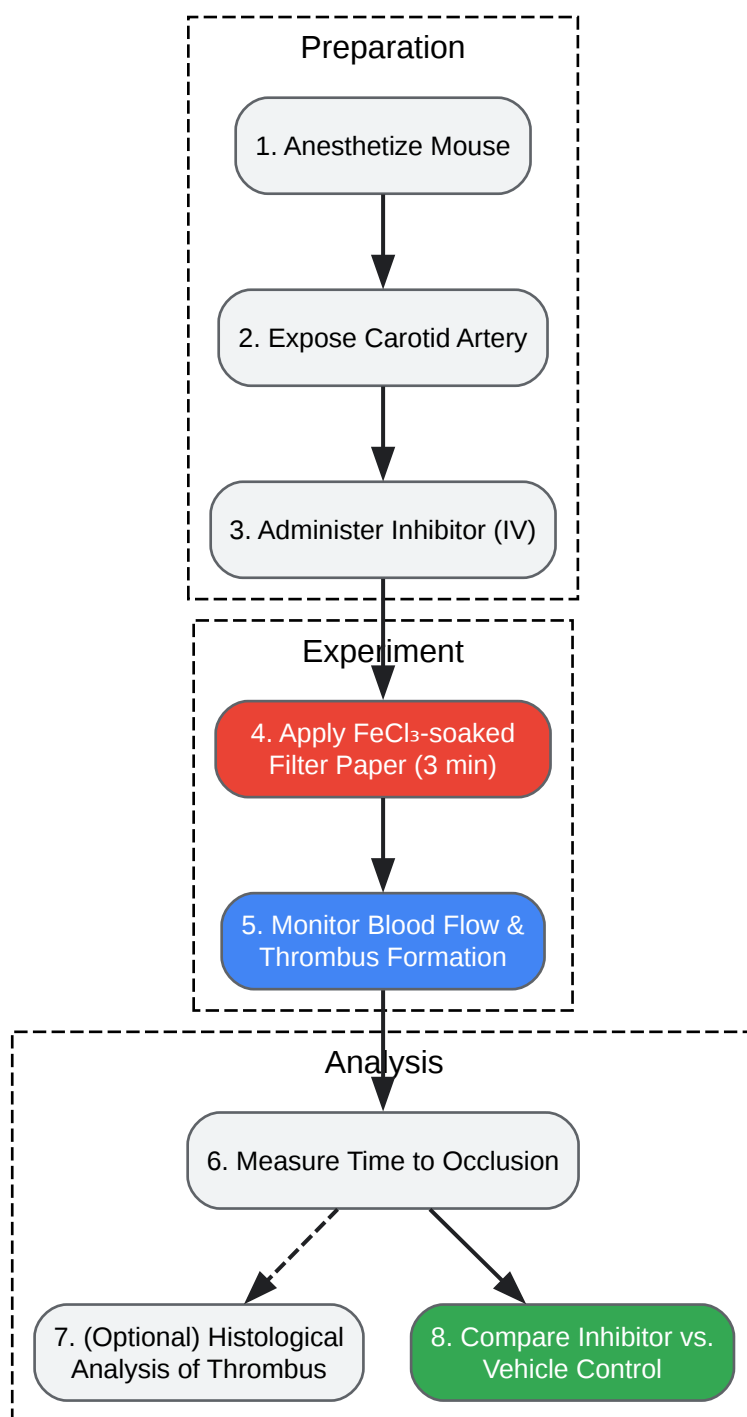 Preparation
1. Anesthetize Mouse
2. Expose Carotid Artery
3. Administer Inhibitor (IV)
Experiment
4. Apply FeCl₃-soaked
Filter Paper (3 min)
5. Monitor Blood Flow &
Thrombus Formation
Analysis
6. Measure Time to Occlusion
7. (Optional) Histological
Analysis of Thrombus
8. Compare Inhibitor vs.
Vehicle Control